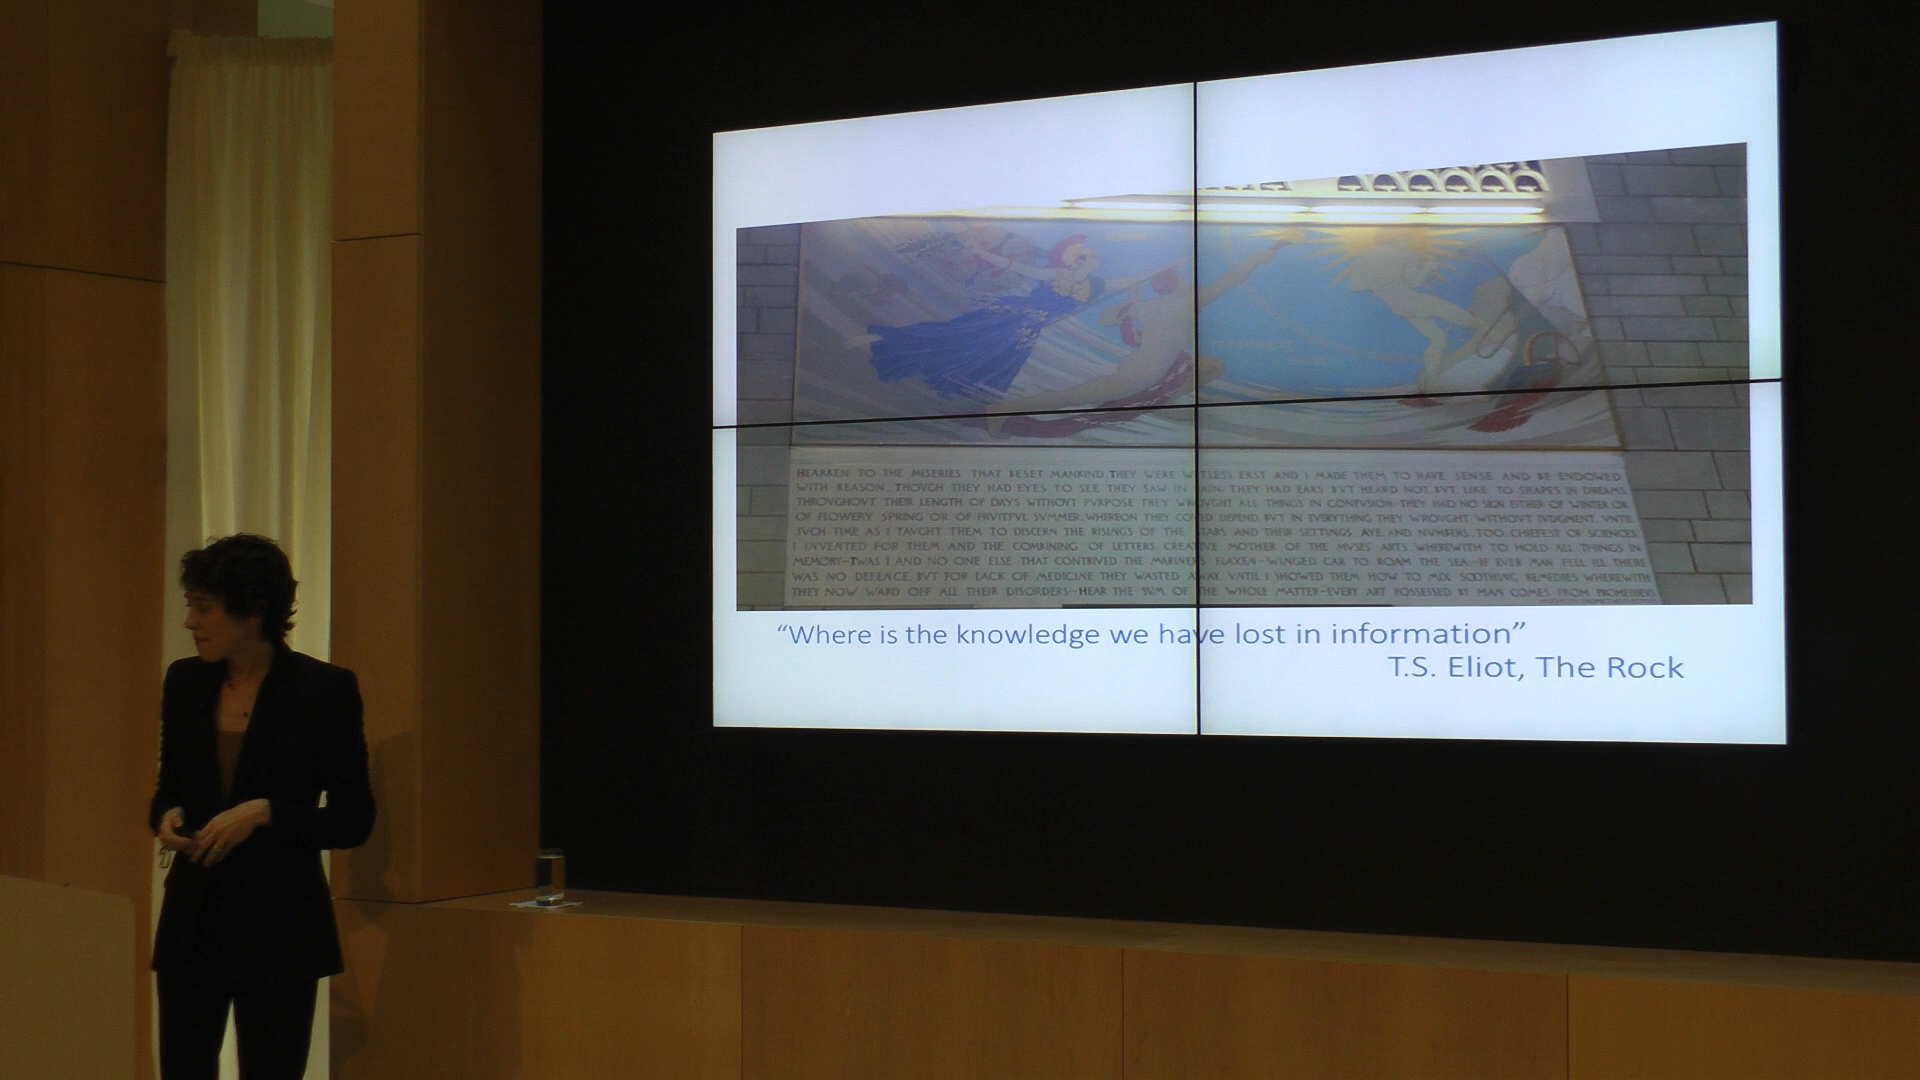 HEARKEN TO THE MISERIES THAT BESET MANKIND. THEY WERE WITLESS ERST AND I MADE THEM TO HAVE SENSE AND BE ENDOWED
WITH REASON. THOVGH THEY HAD EYES TO SEE THEY SAW IN VAIN. THEY HAD EARS BVT HEARD NOT. BVT LIKE TO SHAPES IN DREAMS
THROVGHOVT THEIR LENGTH OF DAYS WITHOVT PVRPOSE THEY WROVGHT ALL THINGS IN CONFVSION. THEY HAD NO SIGN EITHER OF WINTER OR
OF FLOWERY SPRING OR OF FRVITFVL SVMMER. WHEREON THEY COVLD DEPEND. BVT IN EVERYTHING THEY WROVGHT WITHOVT IVDGMENT. VNTIL
SVCH TIME AS I TAVGHT THEM TO DISCERN THE RISINGS OF THE STARS AND THEIR SETTINGS. AYE, AND NVMBERS, TOO, CHIEFEST OF SCIENCES
I INVENTED FOR THEM. AND THE COMBINING OF LETTERS. CREATIVE MOTHER OF THE MVSES' ARTS. WHEREWITH TO HOLD ALL THINGS IN
MEMORY—TWAS I AND NO ONE ELSE THAT CONTRIVED THE MARINER'S FLAXEN-WINGED CAR TO ROAM THE SEA—IF EVER MAN FELL ILL THERE
WAS NO DEFENCE. BVT FOR LACK OF MEDICINE THEY WASTED AWAY. VNTIL I SHOWED THEM HOW TO MIX SOOTHING REMEDIES WHEREWITH
THEY NOW WARD OFF ALL THEIR DISORDERS—HEAR THE SVM OF THE WHOLE MATTER—EVERY ART POSSESSED BY MAN COMES FROM PROMETHEVS
“Where is the knowledge we have lost in information”
T.S. Eliot, The Rock